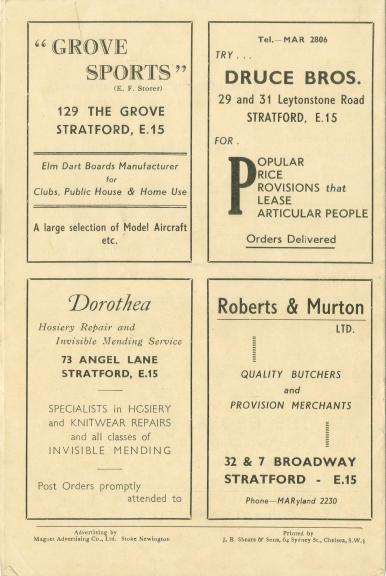 “GROVE
SPORTS”
(E. F. Storer)
129 THE GROVE
STRATFORD, E.15
Elm Dart Boards Manufacturer
for
Clubs, Public House & Home Use
A large selection of Model Aircraft
etc.
Tel.—MAR 2806
TRY...
DRUCE BROS.
29 and 31 Leytonstone Road
STRATFORD, E.15
FOR.
POPULAR
RICE
ROVISIONS that
LEASE
ARTICULAR PEOPLE
Orders Delivered
Dorothea
Hosiery Repair and
Invisible Mending Service
73 ANGEL LANE
STRATFORD, E.15
SPECIALISTS in HOSIERY
and KNITWEAR REPAIRS
and all classes of
INVISIBLE MENDING
Post Orders promptly
attended to
Roberts & Murton
LTD.
QUALITY BUTCHERS
and
PROVISION MERCHANTS
32 & 7 BROADWAY
STRATFORD - E.15
Phone—MARyland 2230
Advertising by
Magnet Advertising Co., Ltd. Stoke Newington
Printed by
J. B. Shears & Sons, 64 Sydney St., Chelsea, S.W.3